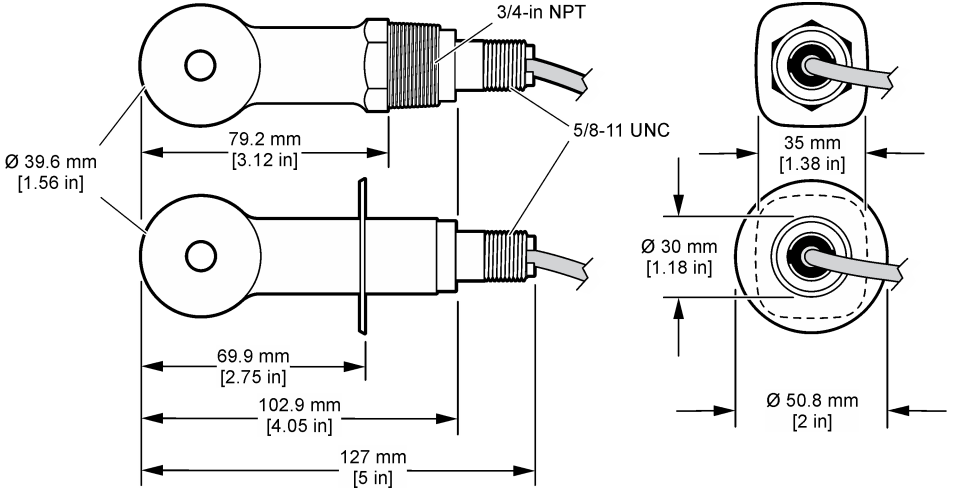 3/4-in NPT
5/8-11 UNC
79.2 mm
[3.12 in]
35 mm
[1.38 in]
Ø 39.6 mm
[1.56 in]
Ø 30 mm
[1.18 in]
69.9 mm
[2.75 in]
102.9 mm
[4.05 in]
Ø 50.8 mm
[2 in]
127 mm
[5 in]